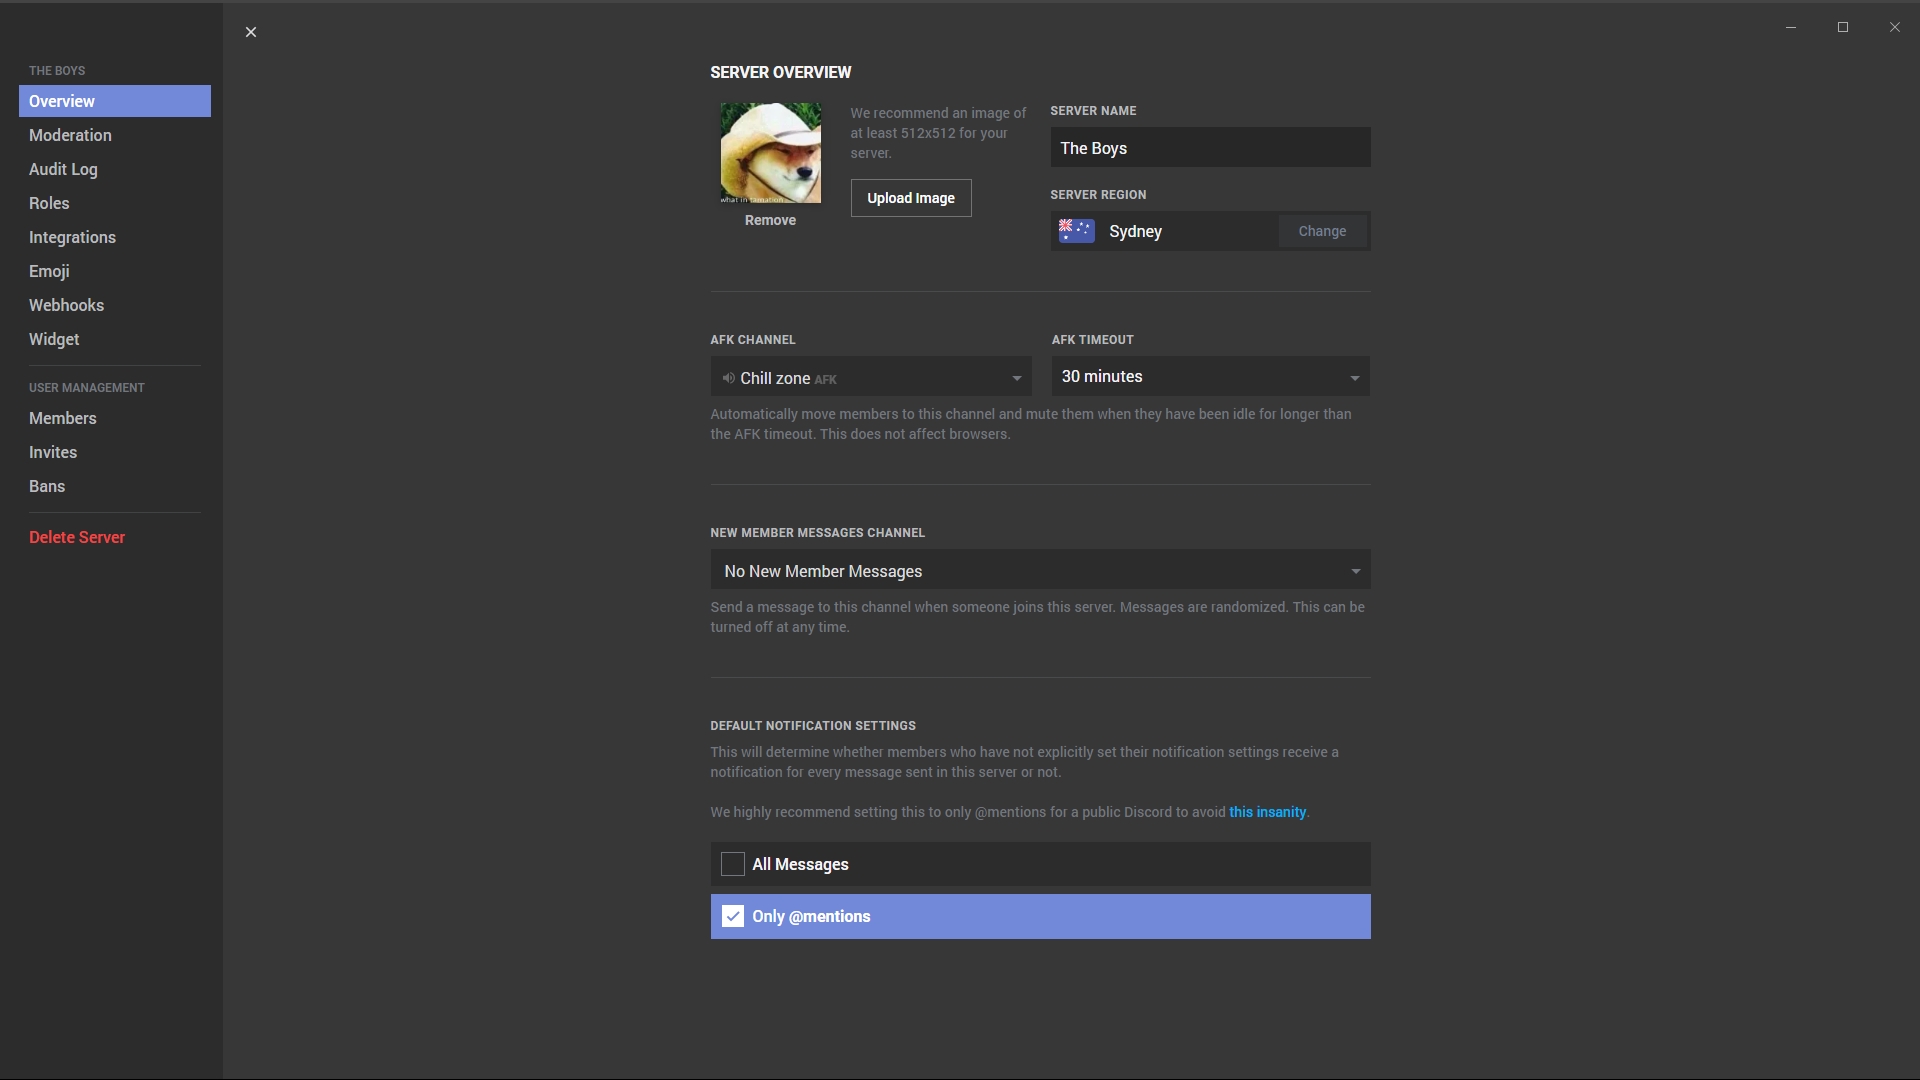 THE BOYS
Overview
Moderation
Audit Log
Roles
Integrations
Emoji
Webhooks
Widget
USER MANAGEMENT
Members
Invites
Bans
Delete Server
SERVER OVERVIEW
what in tarnation
Remove
We recommend an image of
at least 512x512 for your
server.
Upload Image
SERVER NAME
The Boys
SERVER REGION
Sydney
Change
AFK CHANNEL
Chill zone AFK
AFK TIMEOUT
30 minutes
Automatically move members to this channel and mute them when they have been idle for longer than
the AFK timeout. This does not affect browsers.
NEW MEMBER MESSAGES CHANNEL
No New Member Messages
Send a message to this channel when someone joins this server. Messages are randomized. This can be
turned off at any time.
DEFAULT NOTIFICATION SETTINGS
This will determine whether members who have not explicitly set their notification settings receive a
notification for every message sent in this server or not.
We highly recommend setting this to only @mentions for a public Discord to avoid this insanity.
All Messages
Only @mentions